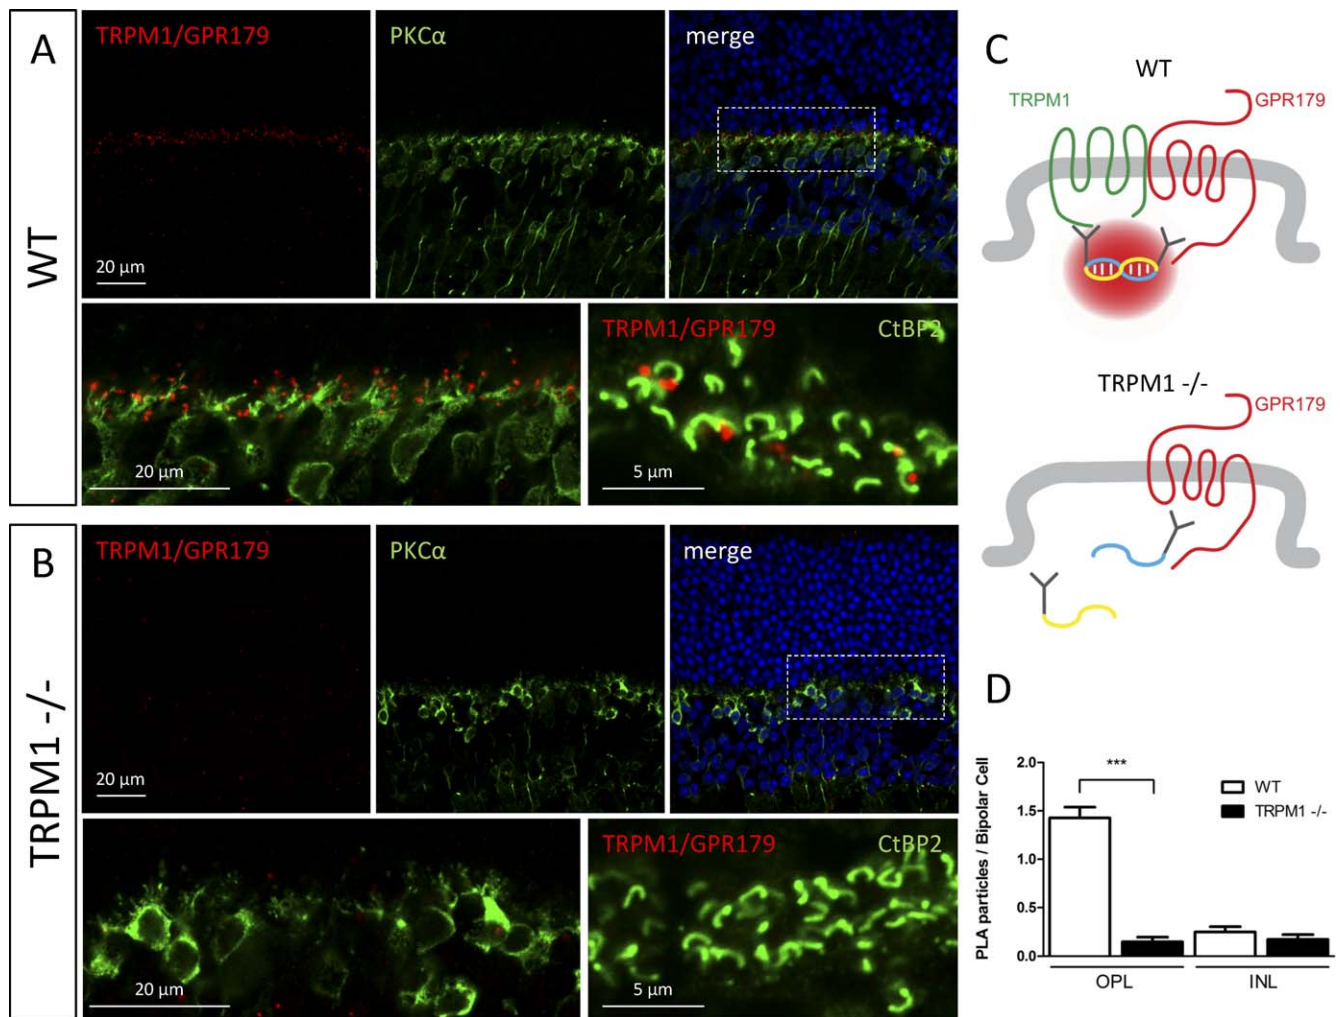 A
WT
TRPM1/GPR179
PKCα
merge
20 µm
20 µm
TRPM1/GPR179
CtBP2
5 µm
B
TRPM1 -/-
TRPM1/GPR179
PKCα
merge
20 µm
20 µm
TRPM1/GPR179
CtBP2
5 µm
C
WT
TRPM1
GPR179
TRPM1 -/-
GPR179
D
PLA particles / Bipolar Cell
2.0
1.5
1.0
0.5
0.0
***
WT
TRPM1 -/-
OPL
INL